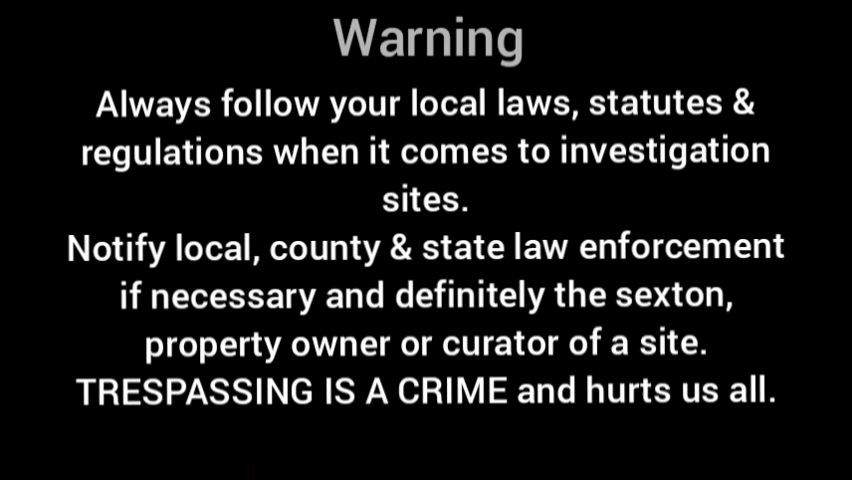 Warning
Always follow your local laws, statutes &
regulations when it comes to investigation
sites.
Notify local, county & state law enforcement
if necessary and definitely the sexton,
property owner or curator of a site.
TRESPASSING IS A CRIME and hurts us all.